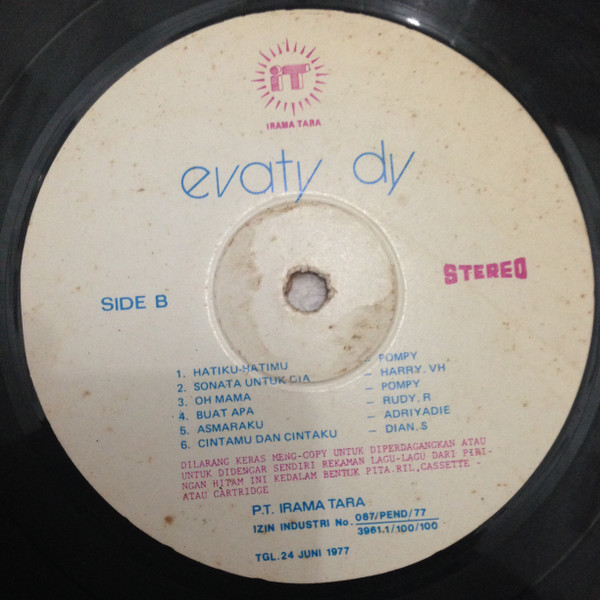 iT
IRAMA TARA
evaty dy
STEREO
SIDE B
1. HATIKU-HATIMU – POMPY
2. SONATA UNTUK DIA – HARRY. VH
3. OH MAMA – POMPY
4. BUAT APA – RUDY. R
5. ASMARAKU – ADRIYADIE
6. CINTAMU DAN CINTAKU – DIAN. S
DILARANG KERAS MENG-COPY UNTUK DIPERDAGANGKAN ATAU
UNTUK DIDENGAR SENDIRI REKAMAN LAGU-LAGU DARI PIRI-
NGAN HITAM INI KEDALAM BENTUK PITA.RIL,CASSETTE -
ATAU CARTRIDGE
P.T. IRAMA TARA
IZIN INDUSTRI No. 087/PEND/77
3961.1/100/100
TGL. 24 JUNI 1977